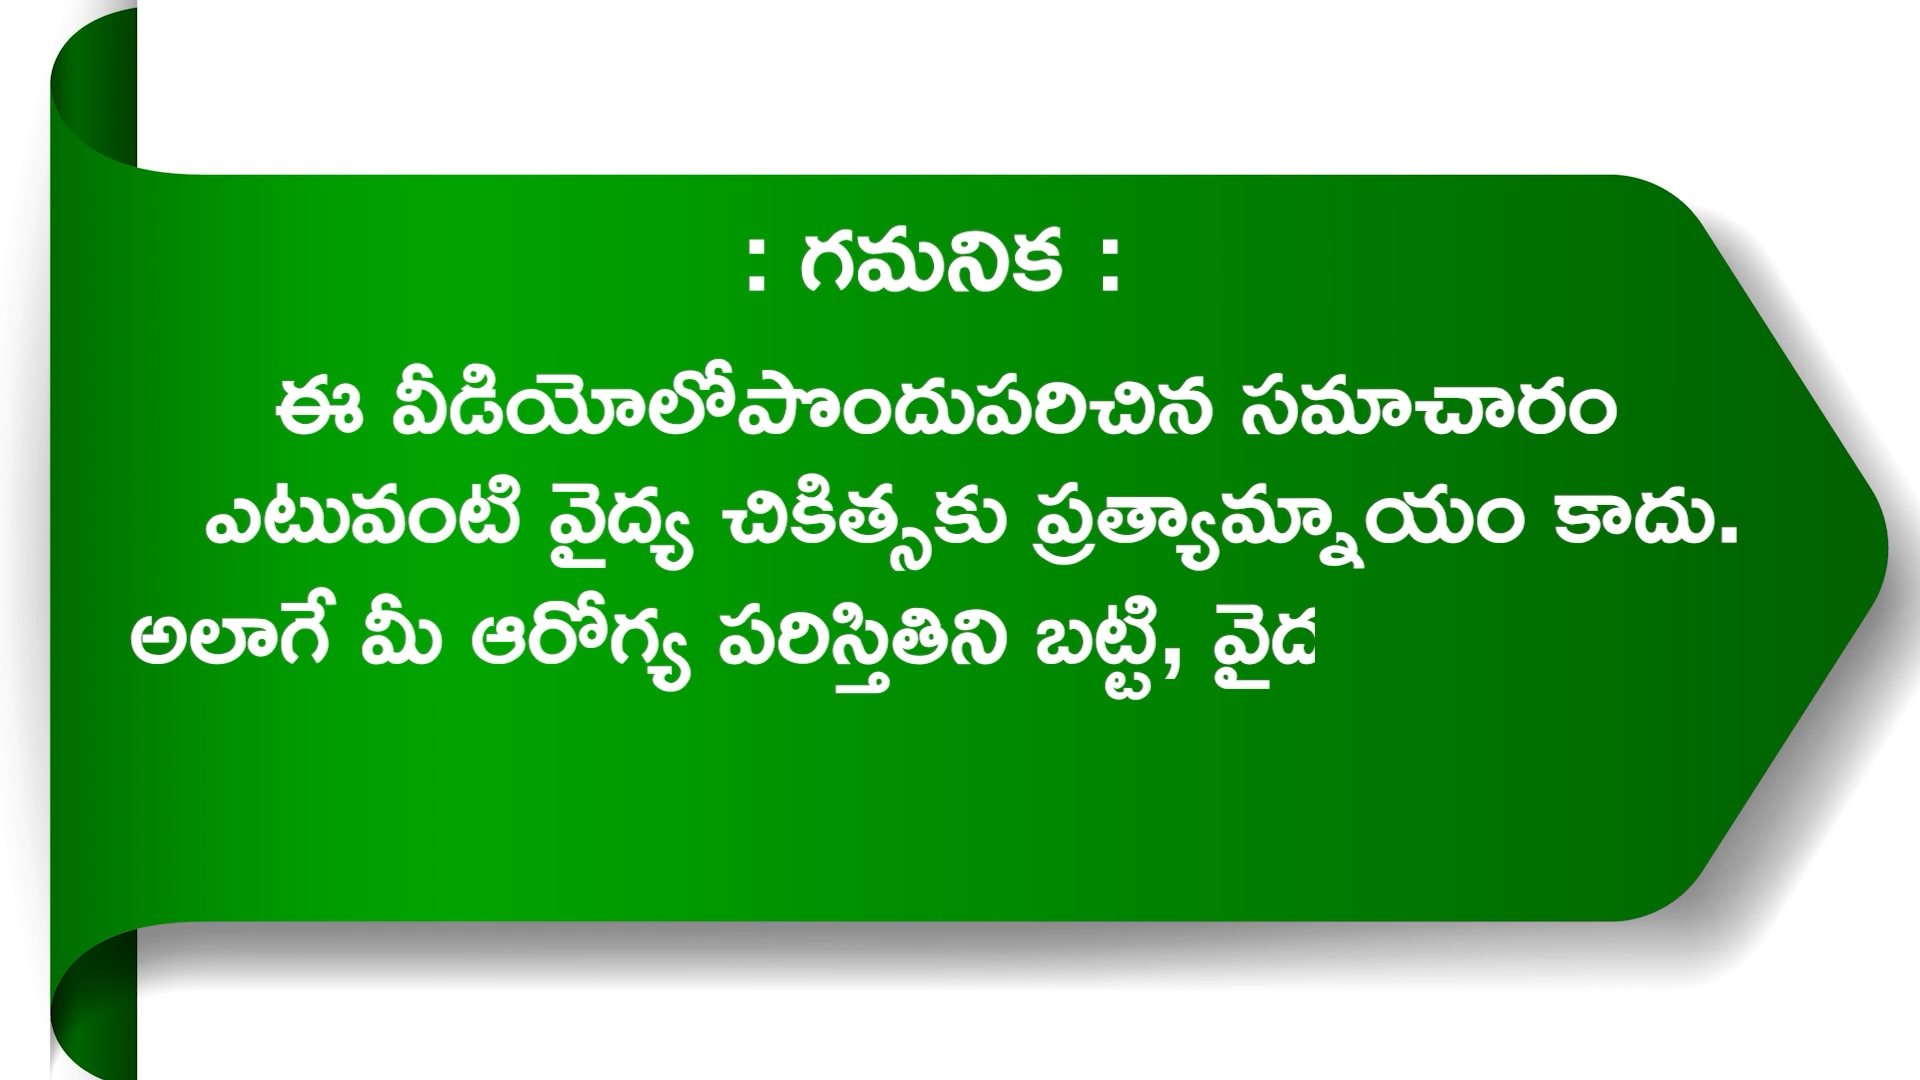 : గమనిక :
ఈ వీడియోలోపొందుపరిచిన సమాచారం
ఎటువంటి వైద్య చికిత్సకు ప్రత్యామ్నాయం కాదు.
అలాగే మీ ఆరోగ్య పరిస్తితిని బట్టి,